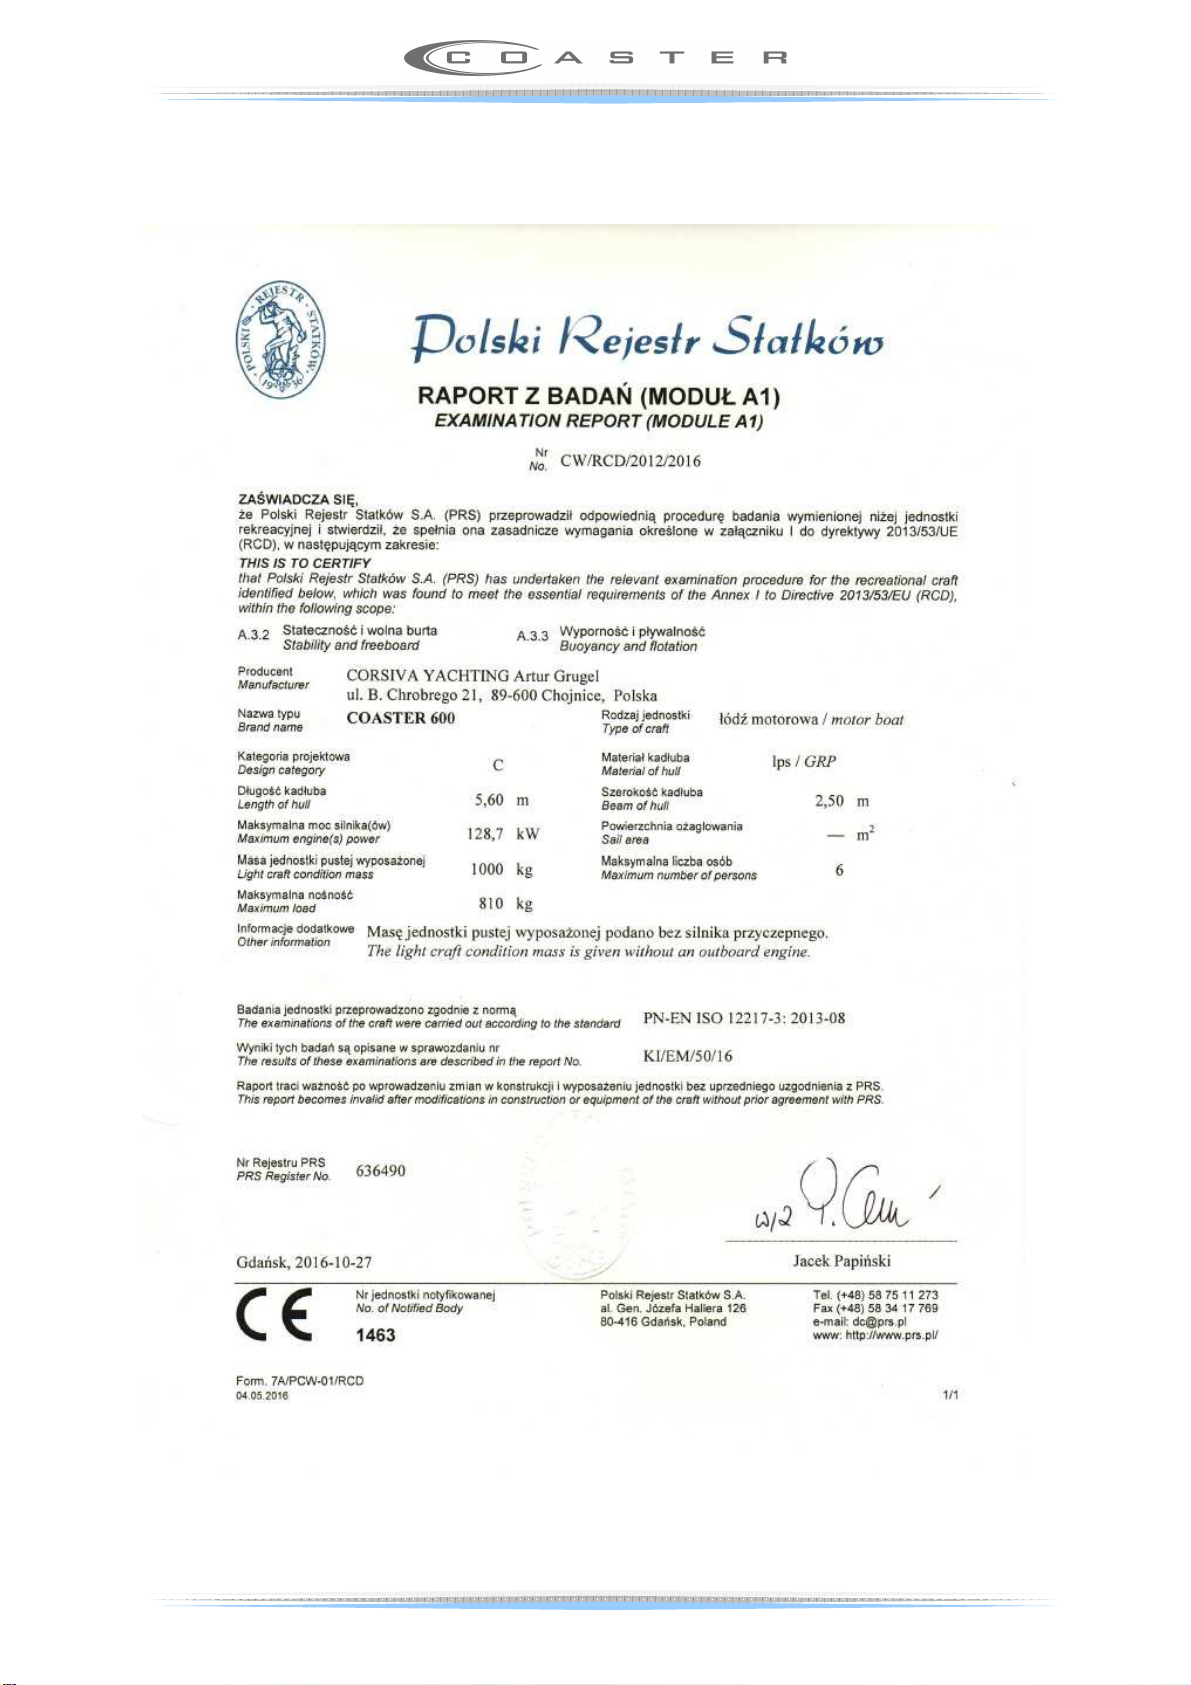 COASTER
POLSKI · REJESTR · STATKÓW · 1936
Polski Rejestr Statków
RAPORT Z BADAŃ (MODUŁ A1)
EXAMINATION REPORT (MODULE A1)
Nr
No. CW/RCD/2012/2016
ZAŚWIADCZA SIĘ,
że Polski Rejestr Statków S.A. (PRS) przeprowadził odpowiednią procedurę badania wymienionej niżej jednostki
rekreacyjnej i stwierdził, że spełnia ona zasadnicze wymagania określone w załączniku I do dyrektywy 2013/53/UE
(RCD), w następującym zakresie:
THIS IS TO CERTIFY
that Polski Rejestr Statków S.A. (PRS) has undertaken the relevant examination procedure for the recreational craft
identified below, which was found to meet the essential requirements of the Annex I to Directive 2013/53/EU (RCD),
within the following scope:
A.3.2 Stateczność i wolna burta A.3.3 Wyporność i pływalność
Stability and freeboard Buoyancy and flotation
Producent CORSIVA YACHTING Artur Grugel
Manufacturer ul. B. Chrobrego 21, 89-600 Chojnice, Polska
Nazwa typu COASTER 600 Rodzaj jednostki łódź motorowa / motor boat
Brand name Type of craft
Kategoria projektowa C Materiał kadłuba lps / GRP
Design category Material of hull
Długość kadłuba 5,60 m Szerokość kadłuba 2,50 m
Length of hull Beam of hull
Maksymalna moc silnika(ów) 128,7 kW Powierzchnia ożaglowania — m²
Maximum engine(s) power Sail area
Masa jednostki pustej wyposażonej 1000 kg Maksymalna liczba osób 6
Light craft condition mass Maximum number of persons
Maksymalna nośność 810 kg
Maximum load
Informacje dodatkowe Masę jednostki pustej wyposażonej podano bez silnika przyczepnego.
Other information The light craft condition mass is given without an outboard engine.
Badania jednostki przeprowadzono zgodnie z normą PN-EN ISO 12217-3: 2013-08
The examinations of the craft were carried out according to the standard
Wyniki tych badań są opisane w sprawozdaniu nr KI/EM/50/16
The results of these examinations are described in the report No.
Raport traci ważność po wprowadzeniu zmian w konstrukcji i wyposażeniu jednostki bez uprzedniego uzgodnienia z PRS.
This report becomes invalid after modifications in construction or equipment of the craft without prior agreement with PRS.
Nr Rejestru PRS 636490
PRS Register No.
w/z
Gdańsk, 2016-10-27 Jacek Papiński
CE Nr jednostki notyfikowanej Polski Rejestr Statków S.A. Tel. (+48) 58 75 11 273
No. of Notified Body al. Gen. Józefa Hallera 126 Fax (+48) 58 34 17 769
80-416 Gdańsk, Poland e-mail: dc@prs.pl
1463 www: http://www.prs.pl/
Form. 7A/PCW-01/RCD
04.05.2016 1/1